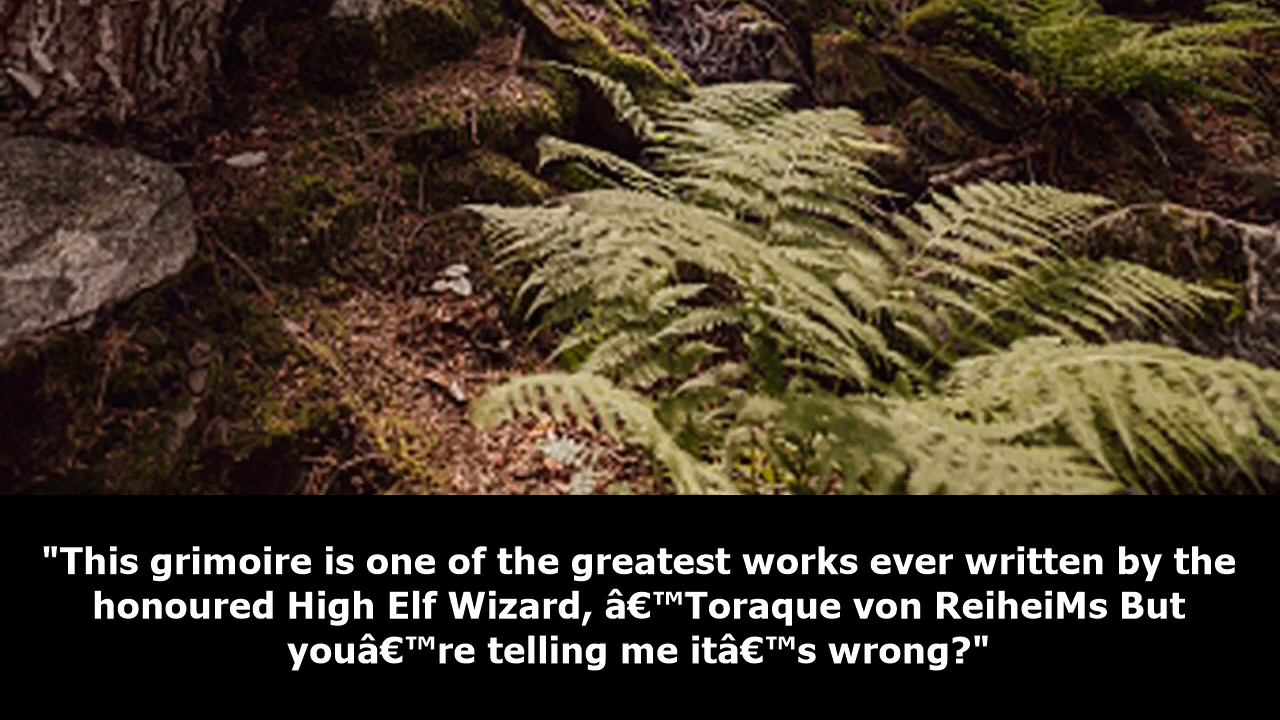 "This grimoire is one of the greatest works ever written by the
honoured High Elf Wizard, â€™Toraque von ReiheiMs But
youâ€™re telling me itâ€™s wrong?"